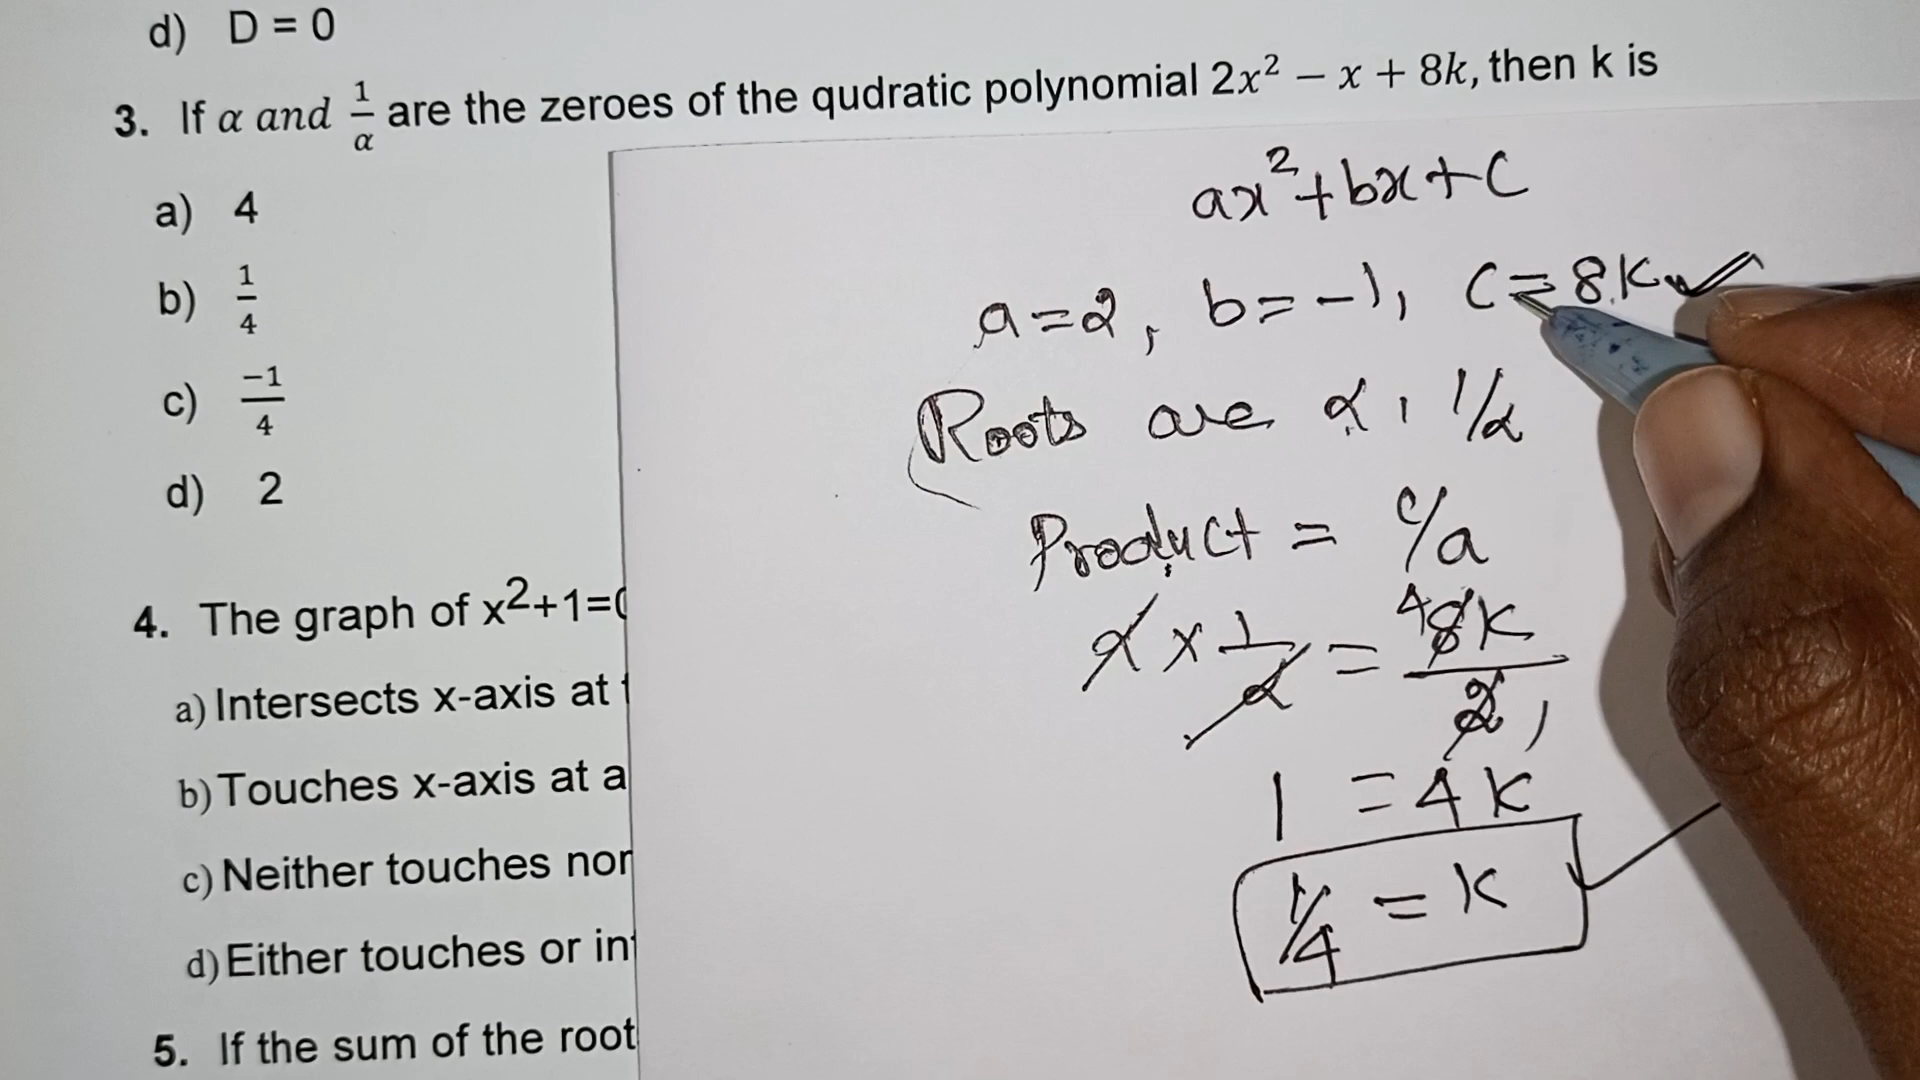 d) D = 0
3. If α and 1/α are the zeroes of the qudratic polynomial 2x² − x + 8k, then k is
a) 4
b) 1/4
c) −1/4
d) 2
4. The graph of x²+1=0
a) Intersects x-axis at
b) Touches x-axis at a
c) Neither touches nor
d) Either touches or in
5. If the sum of the root
ax²+bx+c
a=2, b=-1, c=8k
Roots are α, 1/α
Product = c/a
α × 1/α = 8k/2
4 1
1 = 4k
1/4 = k